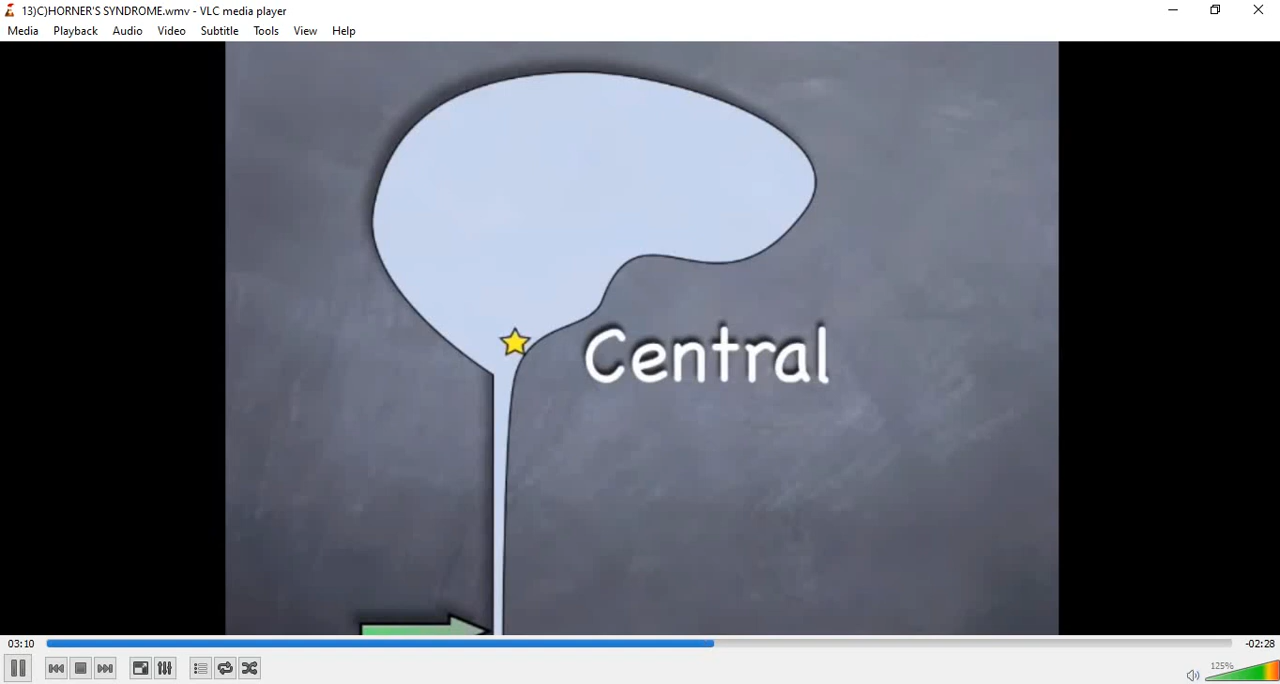 13)C)HORNER'S SYNDROME.wmv - VLC media player
Media Playback Audio Video Subtitle Tools View Help
Central
03:10
-02:28
125%